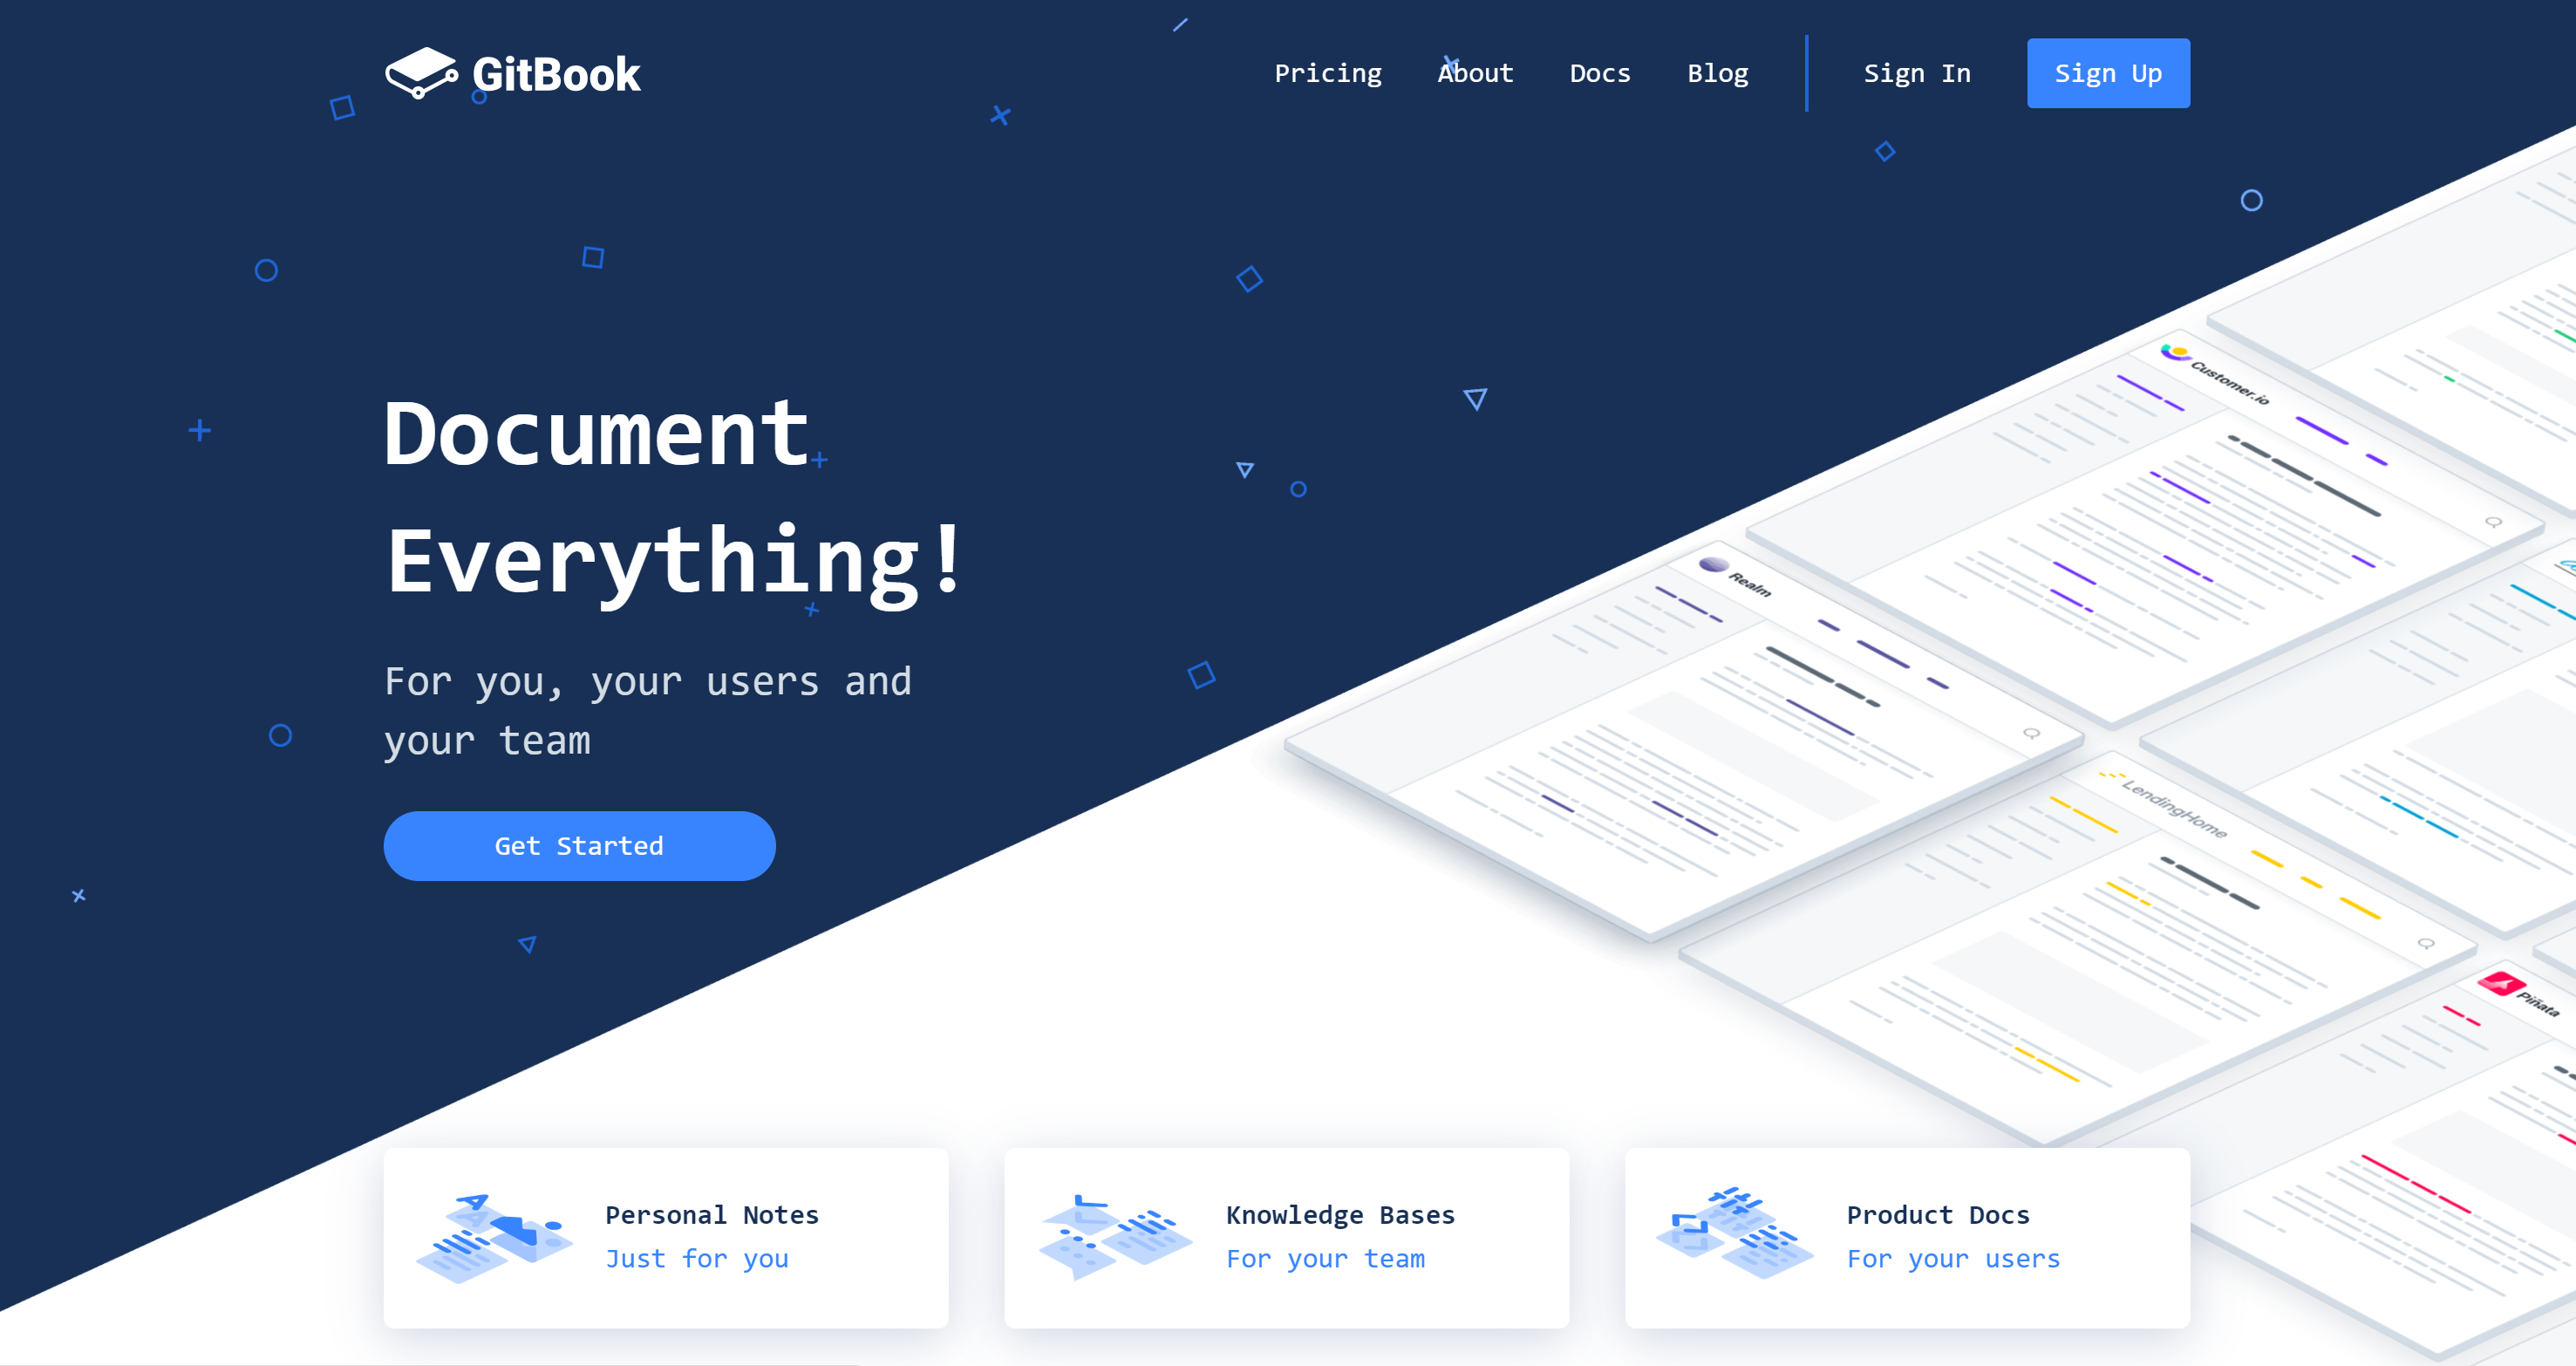 GitBook
Pricing
About
Docs
Blog
Sign In
Sign Up
Document
Everything!
For you, your users and
your team
Get Started
Customer.io
Realm
LendingHome
Piñata
Personal Notes
Just for you
Knowledge Bases
For your team
Product Docs
For your users